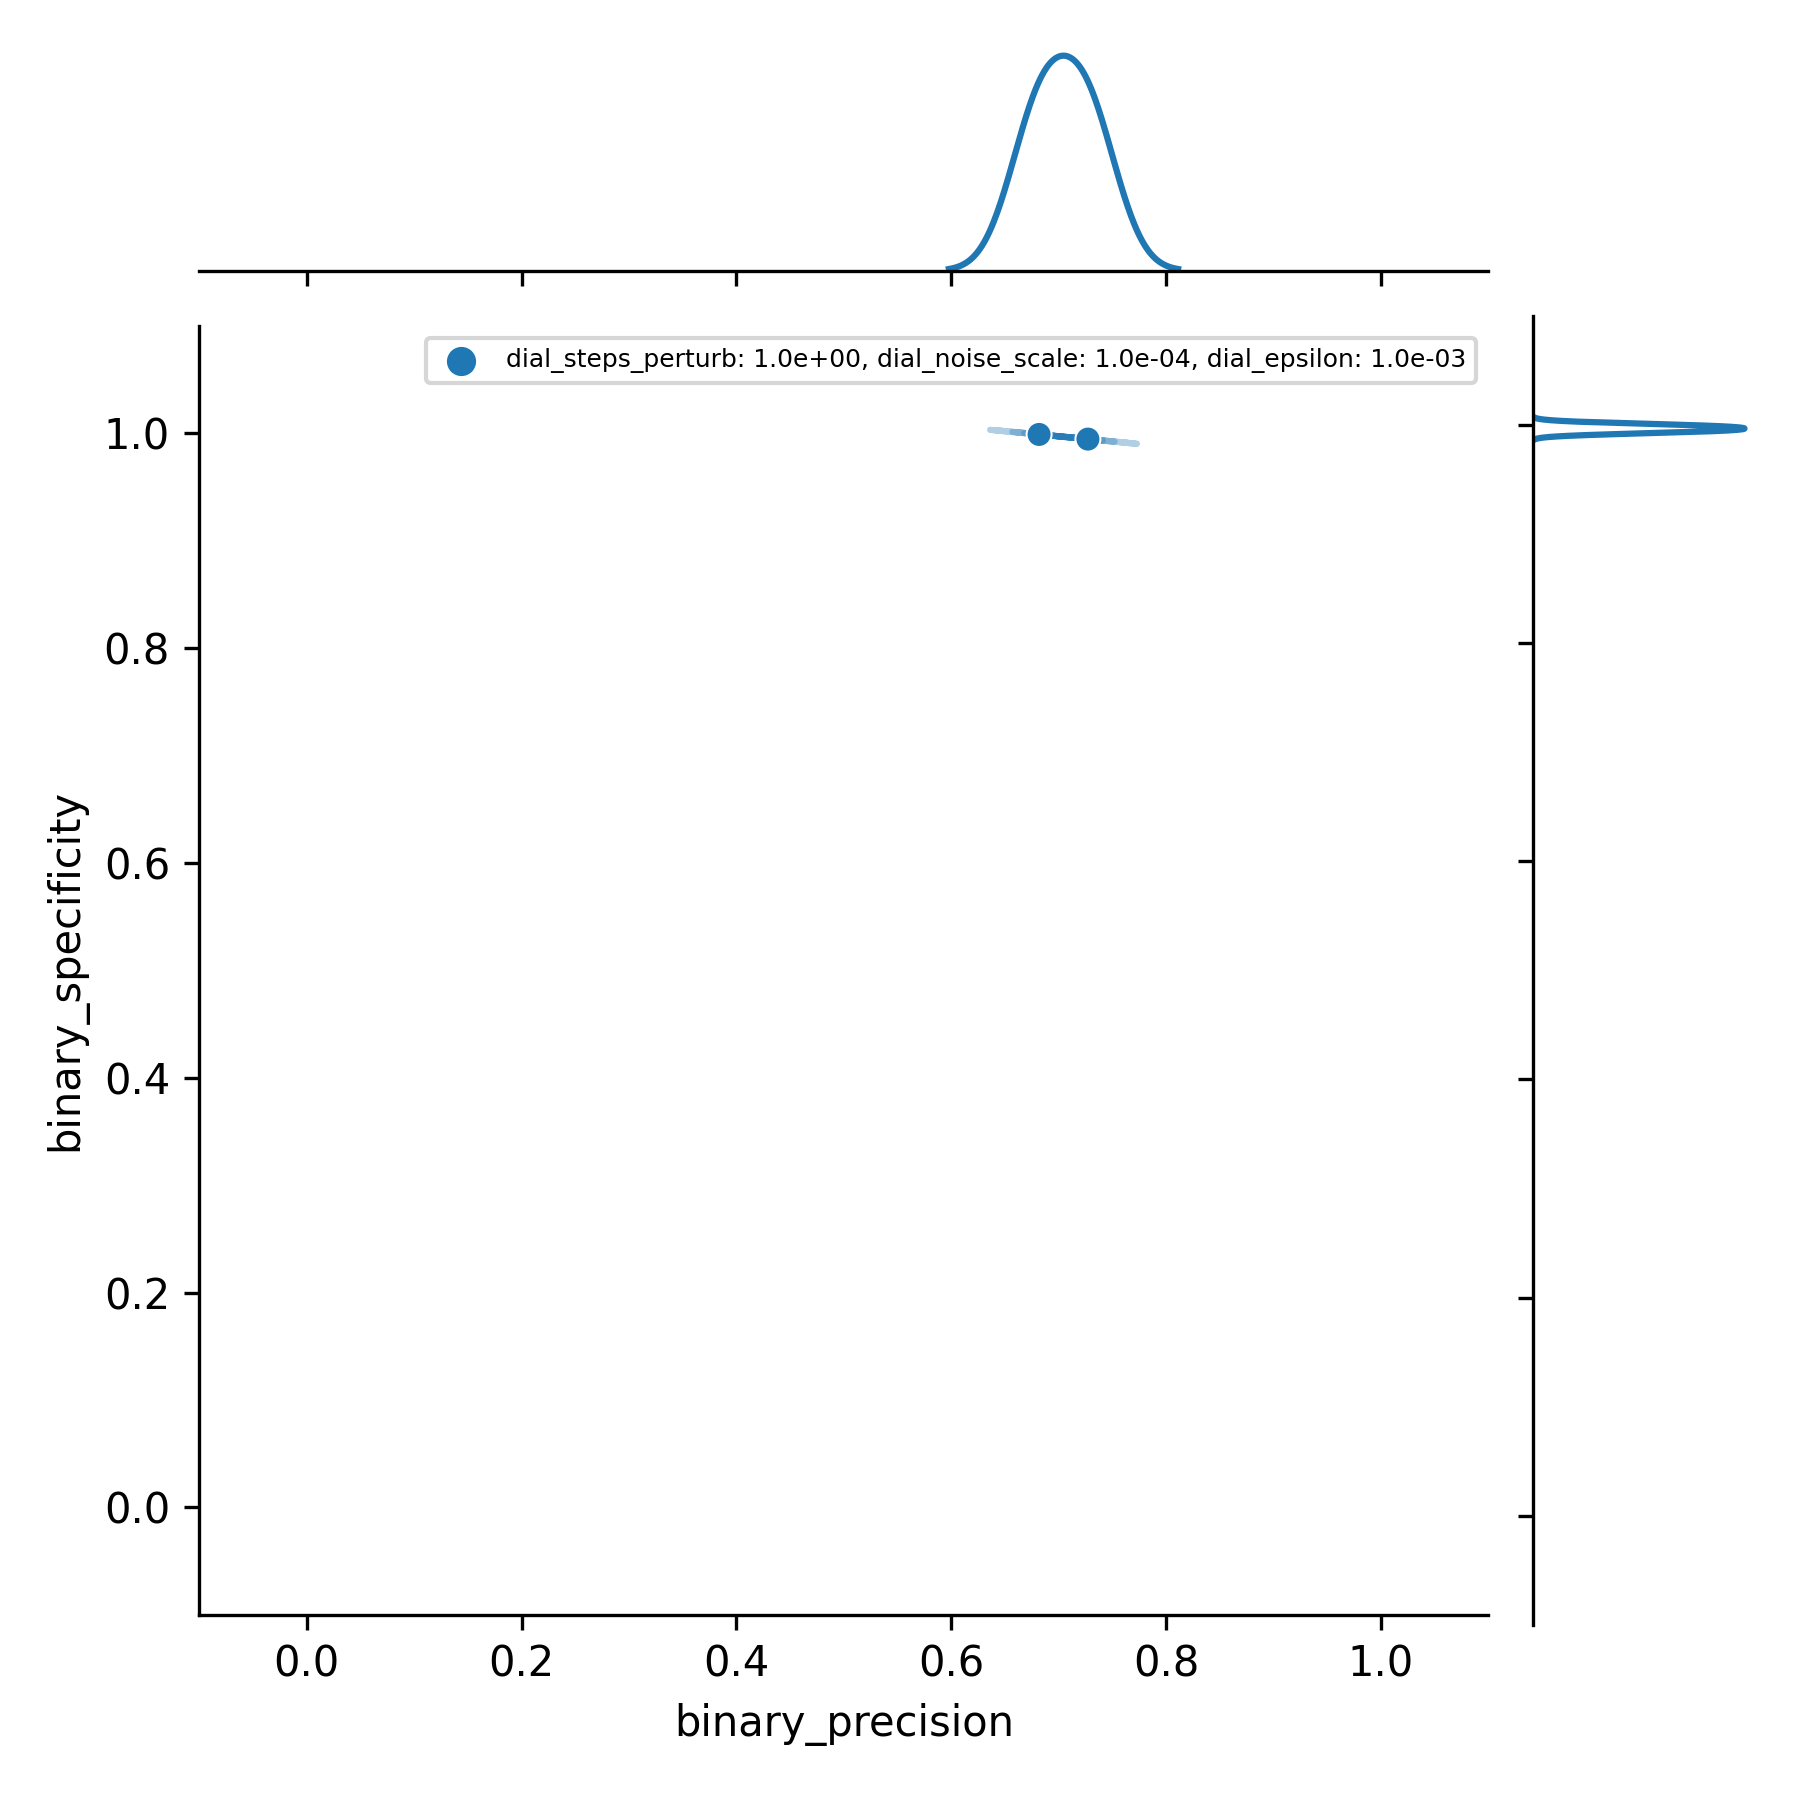 dial_steps_perturb: 1.0e+00, dial_noise_scale: 1.0e-04, dial_epsilon: 1.0e-03
1.0
0.8
0.6
0.4
0.2
0.0
binary_specificity
0.0 0.2 0.4 0.6 0.8 1.0
binary_precision